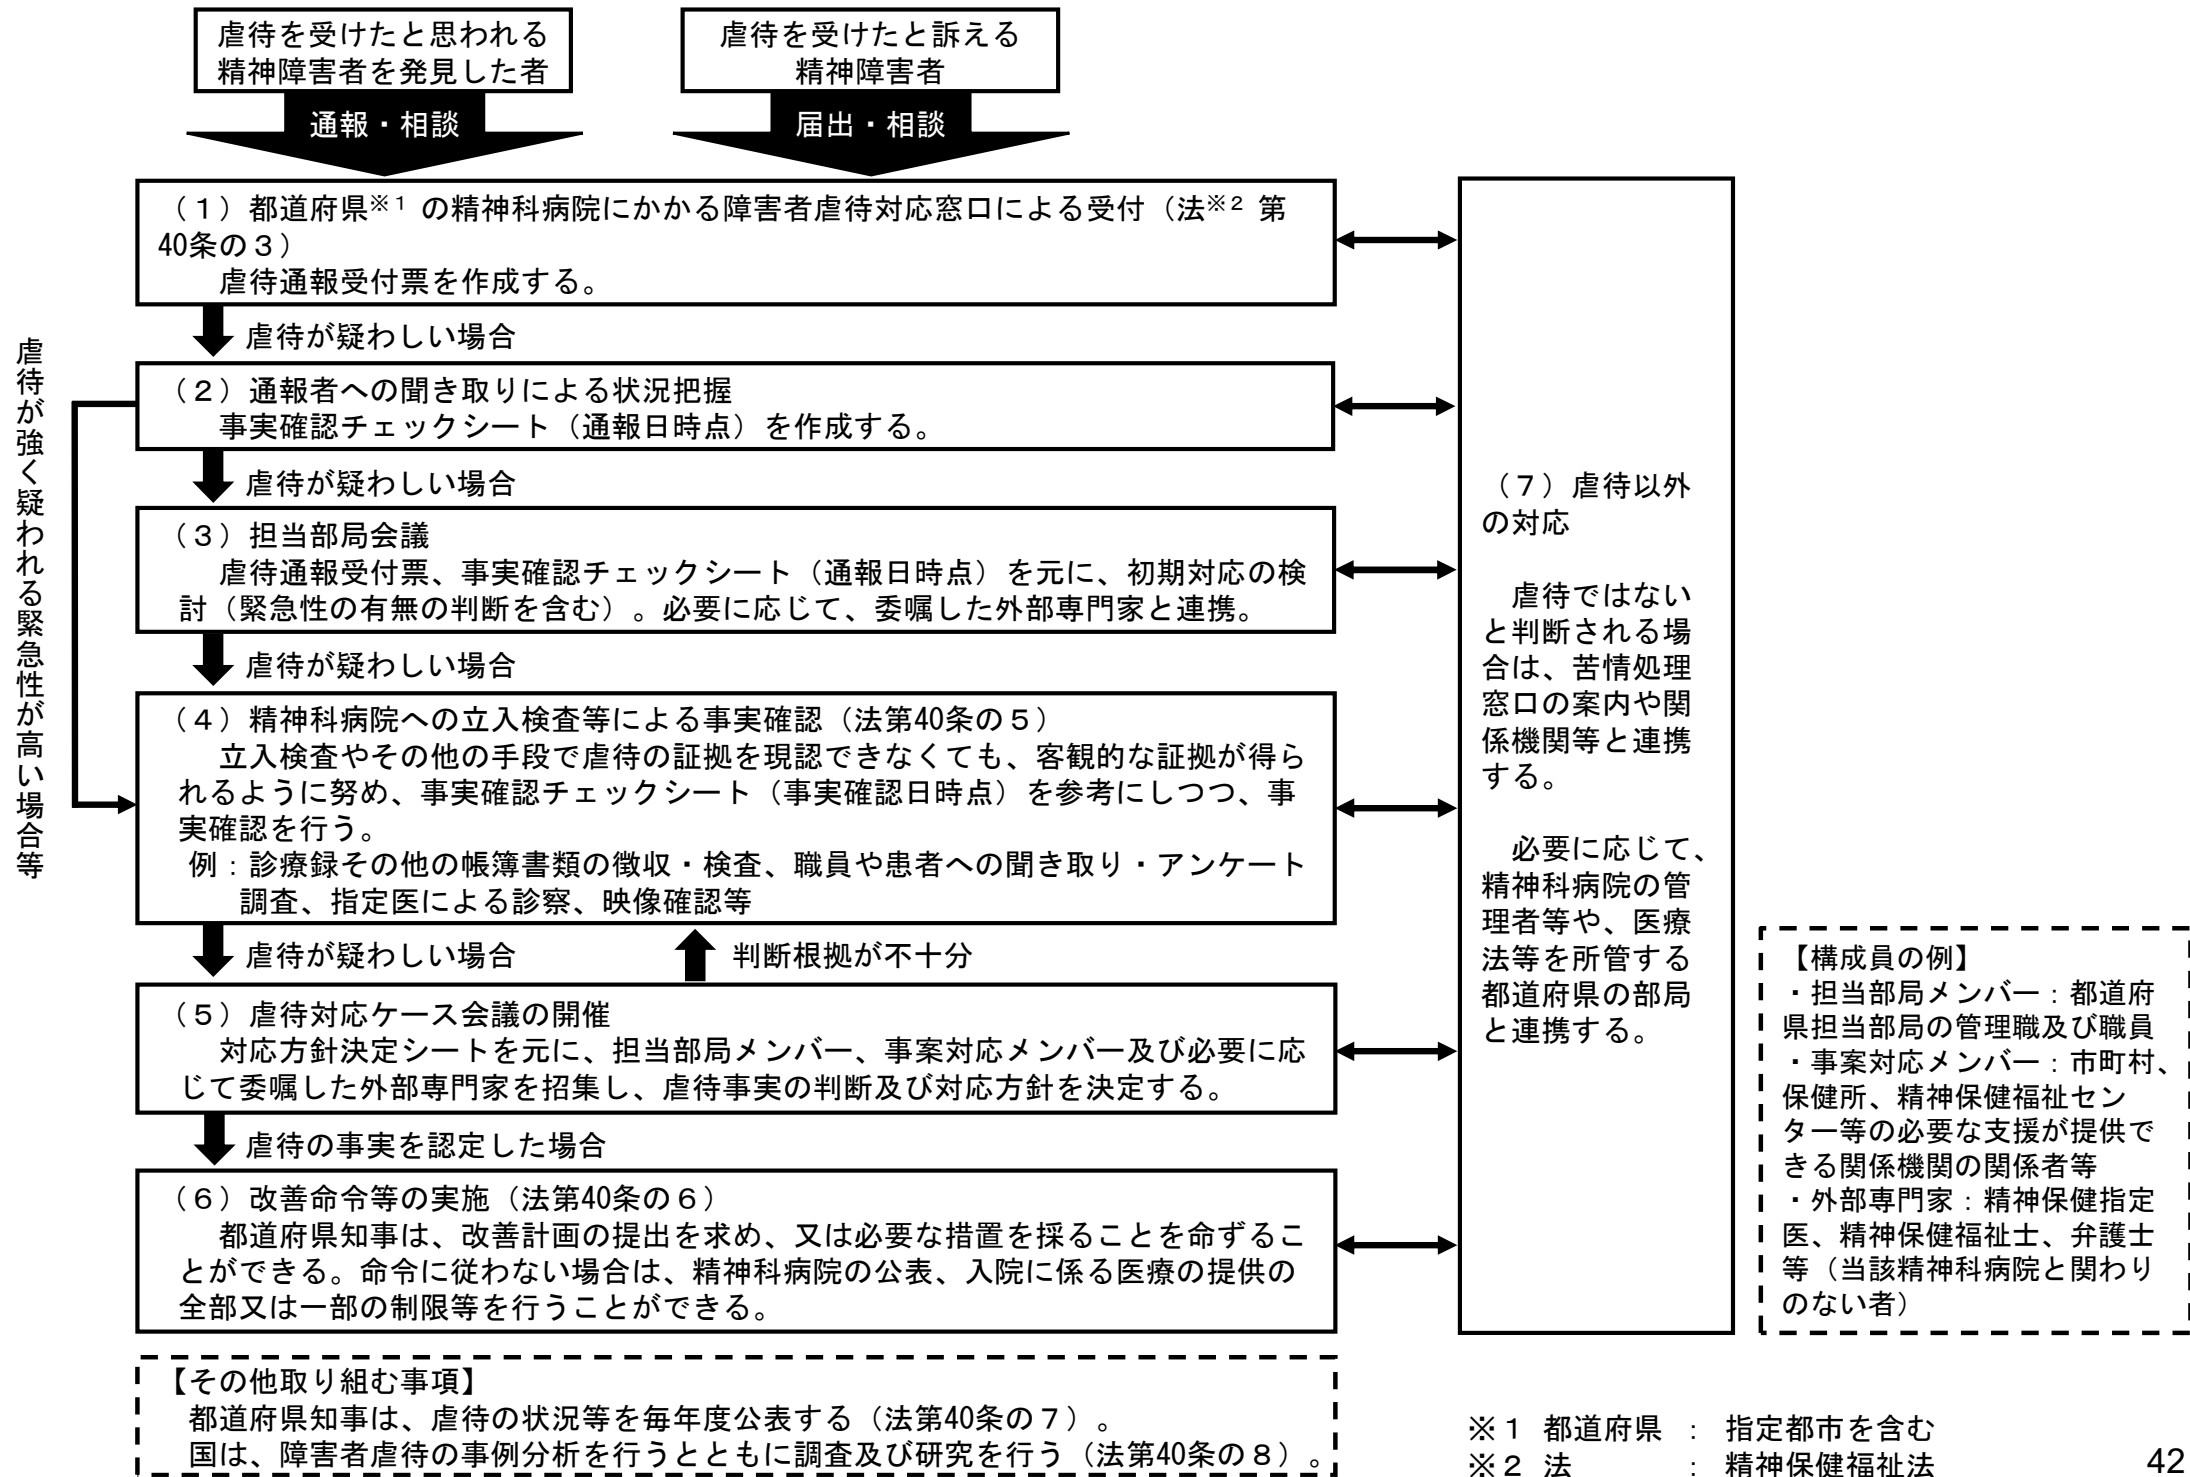 虐待を受けたと思われる
精神障害者を発見した者
通報・相談
虐待を受けたと訴える
精神障害者
届出・相談
（１）都道府県※１ の精神科病院にかかる障害者虐待対応窓口による受付（法※２ 第
40条の３）
虐待通報受付票を作成する。
虐待が疑わしい場合
（２）通報者への聞き取りによる状況把握
事実確認チェックシート（通報日時点）を作成する。
虐待が疑わしい場合
（３）担当部局会議
虐待通報受付票、事実確認チェックシート（通報日時点）を元に、初期対応の検
討（緊急性の有無の判断を含む）。必要に応じて、委嘱した外部専門家と連携。
虐待が疑わしい場合
虐待が強く疑われる緊急性が高い場合等
（４）精神科病院への立入検査等による事実確認（法第40条の５）
立入検査やその他の手段で虐待の証拠を現認できなくても、客観的な証拠が得ら
れるように努め、事実確認チェックシート（事実確認日時点）を参考にしつつ、事
実確認を行う。
例：診療録その他の帳簿書類の徴収・検査、職員や患者への聞き取り・アンケート
調査、指定医による診察、映像確認等
虐待が疑わしい場合
判断根拠が不十分
（５）虐待対応ケース会議の開催
対応方針決定シートを元に、担当部局メンバー、事案対応メンバー及び必要に応
じて委嘱した外部専門家を招集し、虐待事実の判断及び対応方針を決定する。
虐待の事実を認定した場合
（６）改善命令等の実施（法第40条の６）
都道府県知事は、改善計画の提出を求め、又は必要な措置を採ることを命ずるこ
とができる。命令に従わない場合は、精神科病院の公表、入院に係る医療の提供の
全部又は一部の制限等を行うことができる。
（７）虐待以外
の対応
虐待ではない
と判断される場
合は、苦情処理
窓口の案内や関
係機関等と連携
する。
必要に応じて、
精神科病院の管
理者等や、医療
法等を所管する
都道府県の部局
と連携する。
【構成員の例】
・担当部局メンバー：都道府
県担当部局の管理職及び職員
・事案対応メンバー：市町村、
保健所、精神保健福祉セン
ター等の必要な支援が提供で
きる関係機関の関係者等
・外部専門家：精神保健指定
医、精神保健福祉士、弁護士
等（当該精神科病院と関わり
のない者）
【その他取り組む事項】
都道府県知事は、虐待の状況等を毎年度公表する（法第40条の７）。
国は、障害者虐待の事例分析を行うとともに調査及び研究を行う（法第40条の８）。
※１ 都道府県 ： 指定都市を含む
※２ 法 ： 精神保健福祉法
42